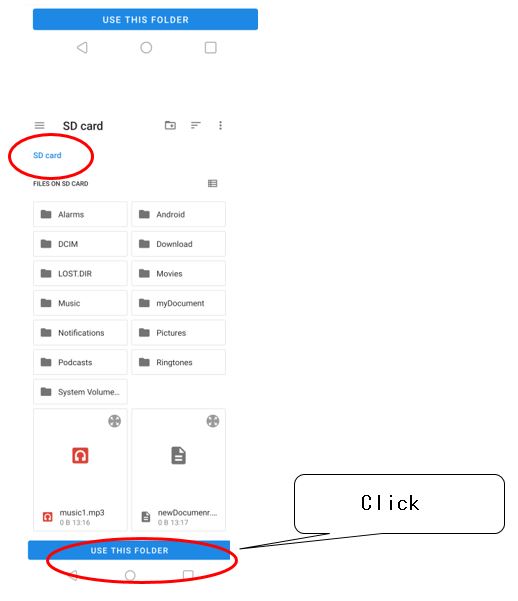 USE THIS FOLDER
SD card
SD card
FILES ON SD CARD
Alarms
Android
DCIM
Download
LOST.DIR
Movies
Music
myDocument
Notifications
Pictures
Podcasts
Ringtones
System Volume...
music1.mp3
0 B 13:16
newDocumenr....
0 B 13:17
Click
USE THIS FOLDER